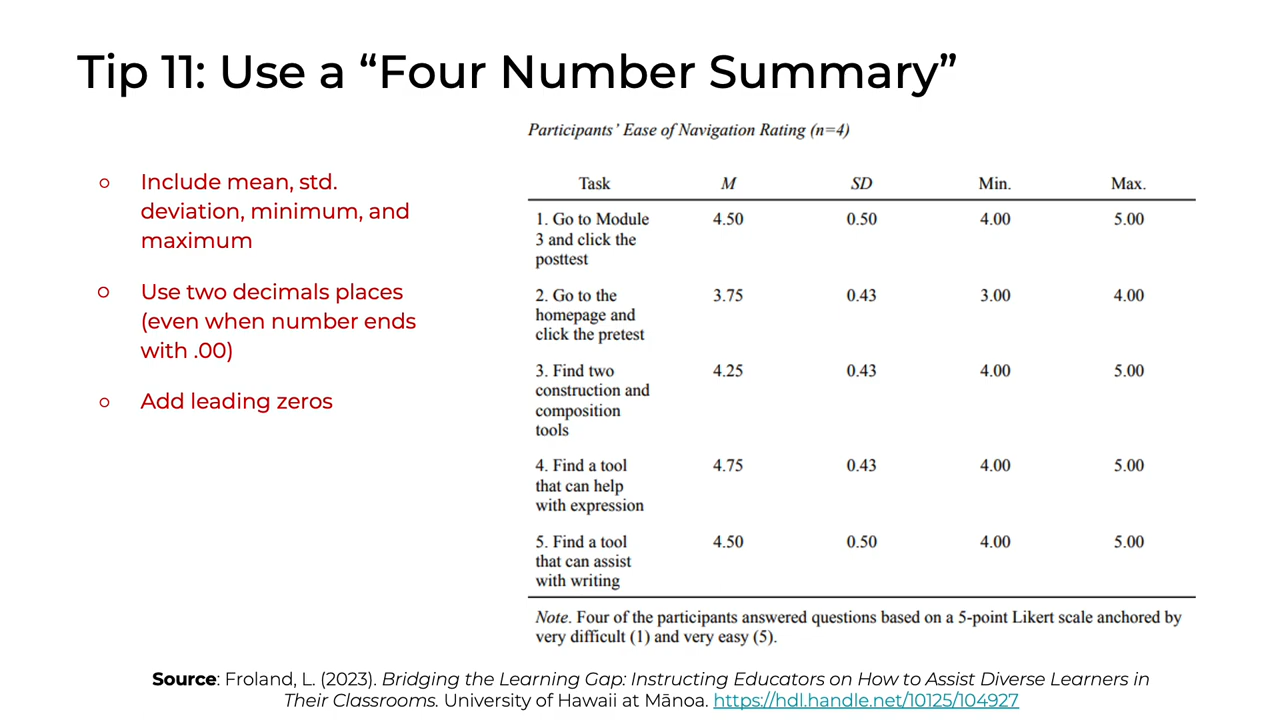 Tip 11: Use a “Four Number Summary”
Include mean, std.
deviation, minimum, and
maximum
Use two decimals places
(even when number ends
with .00)
Add leading zeros
Participants’ Ease of Navigation Rating (n=4)
Task M SD Min. Max.
1. Go to Module 4.50 0.50 4.00 5.00
3 and click the
posttest
2. Go to the 3.75 0.43 3.00 4.00
homepage and
click the pretest
3. Find two 4.25 0.43 4.00 5.00
construction and
composition
tools
4. Find a tool 4.75 0.43 4.00 5.00
that can help
with expression
5. Find a tool 4.50 0.50 4.00 5.00
that can assist
with writing
Note. Four of the participants answered questions based on a 5-point Likert scale anchored by
very difficult (1) and very easy (5).
Source: Froland, L. (2023). Bridging the Learning Gap: Instructing Educators on How to Assist Diverse Learners in
Their Classrooms. University of Hawaii at Mānoa. https://hdl.handle.net/10125/104927